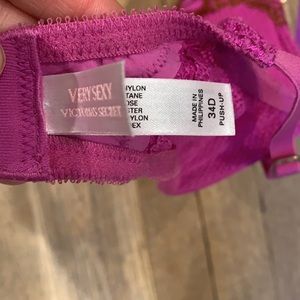 VERY SEXY
VICTORIA'S SECRET
YLON
TANE
OSE
STER
YLON
EX
MADE IN
PHILIPPINES
34D
PUSH-UP